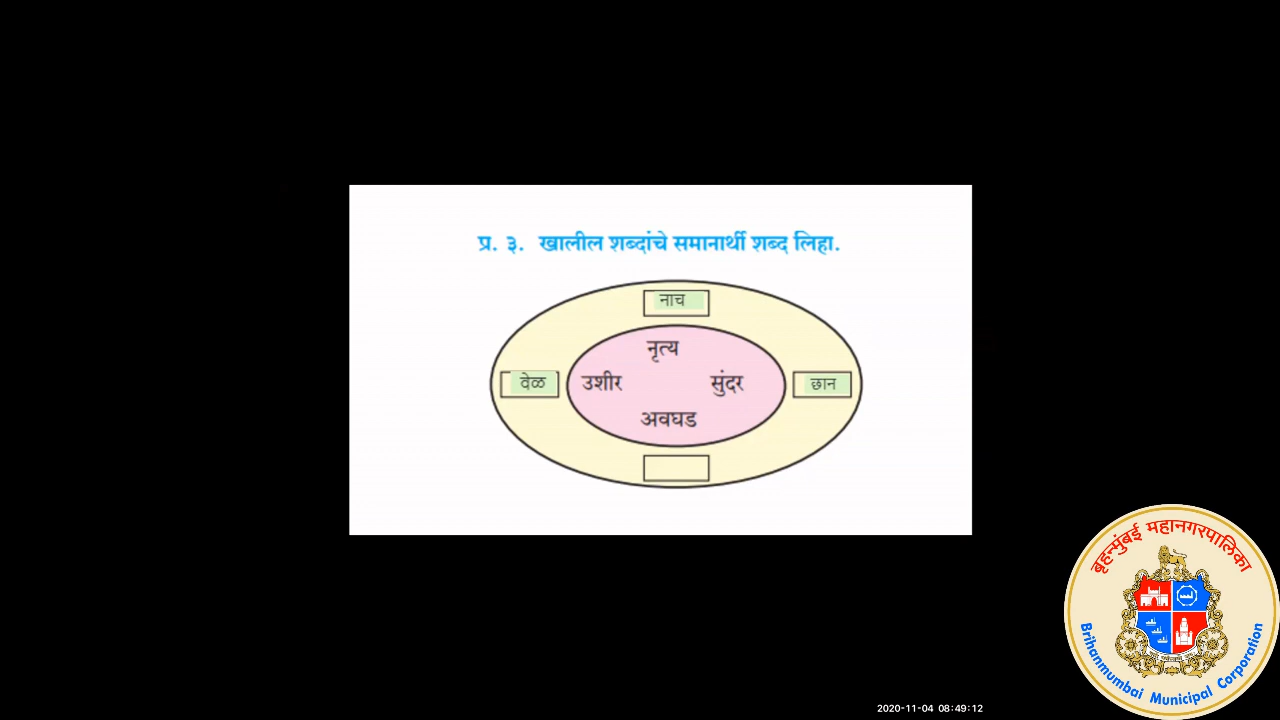 प्र. ३. खालील शब्दांचे समानार्थी शब्द लिहा.
नाच
नृत्य
वेळ उशीर सुंदर छान
अवघड
बृहन्मुंबई महानगरपालिका
Brihanmumbai Municipal Corporation
2020-11-04 08:49:12